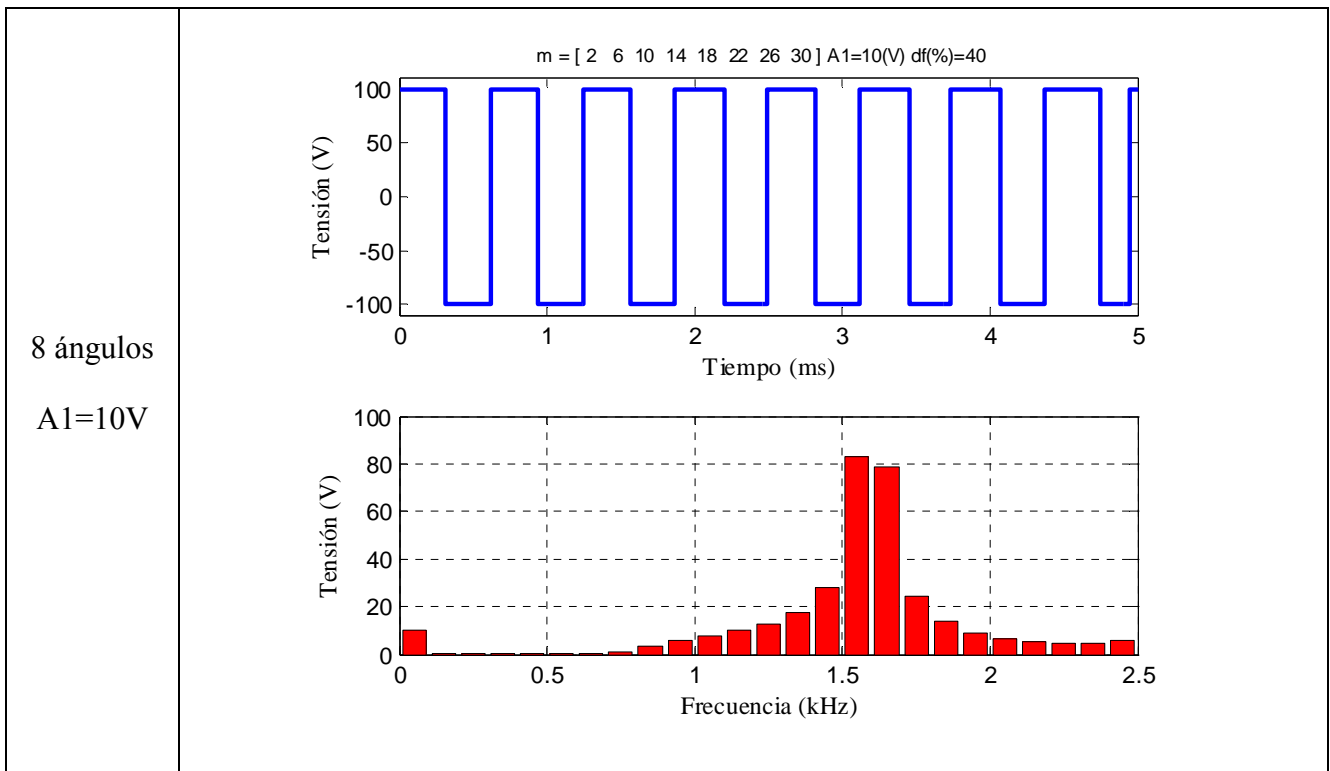 8 ángulos
A1=10V
m = [ 2 6 10 14 18 22 26 30 ] A1=10(V) df(%)=40
Tensión (V)
100
50
0
-50
-100
0 1 2 3 4 5
Tiempo (ms)
Tensión (V)
100
80
60
40
20
0
0 0.5 1 1.5 2 2.5
Frecuencia (kHz)